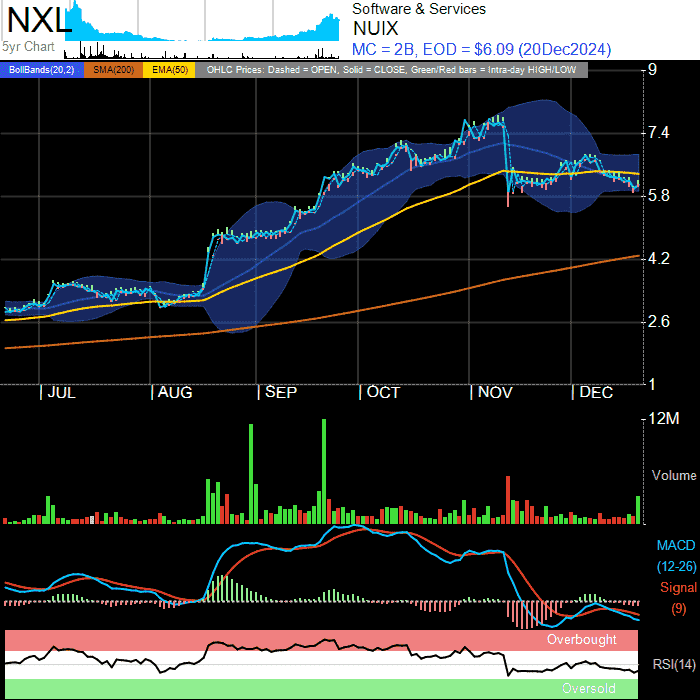 NXL
5yr Chart
Software & Services
NUIX
MC = 2B, EOD = $6.09 (20Dec2024)
BollBands(20,2) SMA(200) EMA(50) OHLC Prices: Dashed = OPEN, Solid = CLOSE, Green/Red bars = Intra-day HIGH/LOW
9
7.4
5.8
4.2
2.6
1
JUL AUG SEP OCT NOV DEC
12M
Volume
MACD
(12-26)
Signal
(9)
Overbought
RSI(14)
Oversold